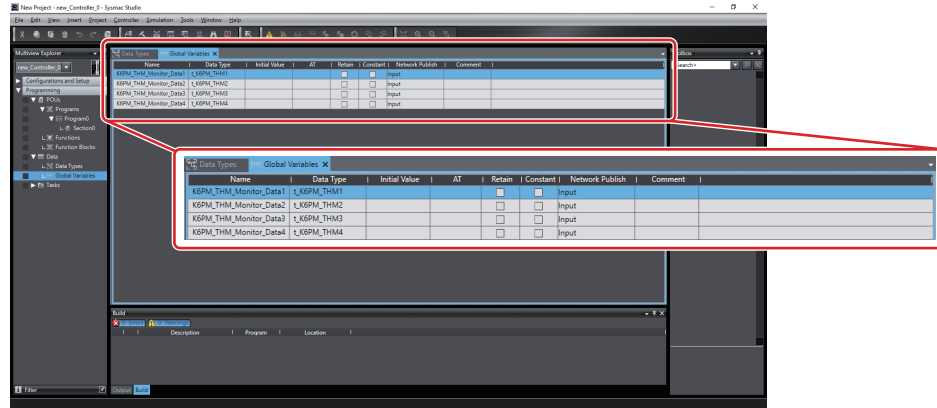 New Project - new_Controller_0 - Sysmac Studio
File Edit View Insert Project Controller Simulation Tools Window Help
Multiview Explorer
new_Controller_0
Configurations and Setup
Programming
POUs
Programs
Program0
Section0
Functions
Function Blocks
Data
Data Types
Global Variables
Tasks
Filter
Data Types Global Variables X
Name Data Type Initial Value AT Retain Constant Network Publish Comment
K6PM_THM_Monitor_Data1 t_K6PM_THM1 Input
K6PM_THM_Monitor_Data2 t_K6PM_THM2 Input
K6PM_THM_Monitor_Data3 t_K6PM_THM3 Input
K6PM_THM_Monitor_Data4 t_K6PM_THM4 Input
Data Types Global Variables X
Name Data Type Initial Value AT Retain Constant Network Publish Comment
K6PM_THM_Monitor_Data1 t_K6PM_THM1 Input
K6PM_THM_Monitor_Data2 t_K6PM_THM2 Input
K6PM_THM_Monitor_Data3 t_K6PM_THM3 Input
K6PM_THM_Monitor_Data4 t_K6PM_THM4 Input
Build
0 Errors 0 Warnings
Description Program Location
Output Build